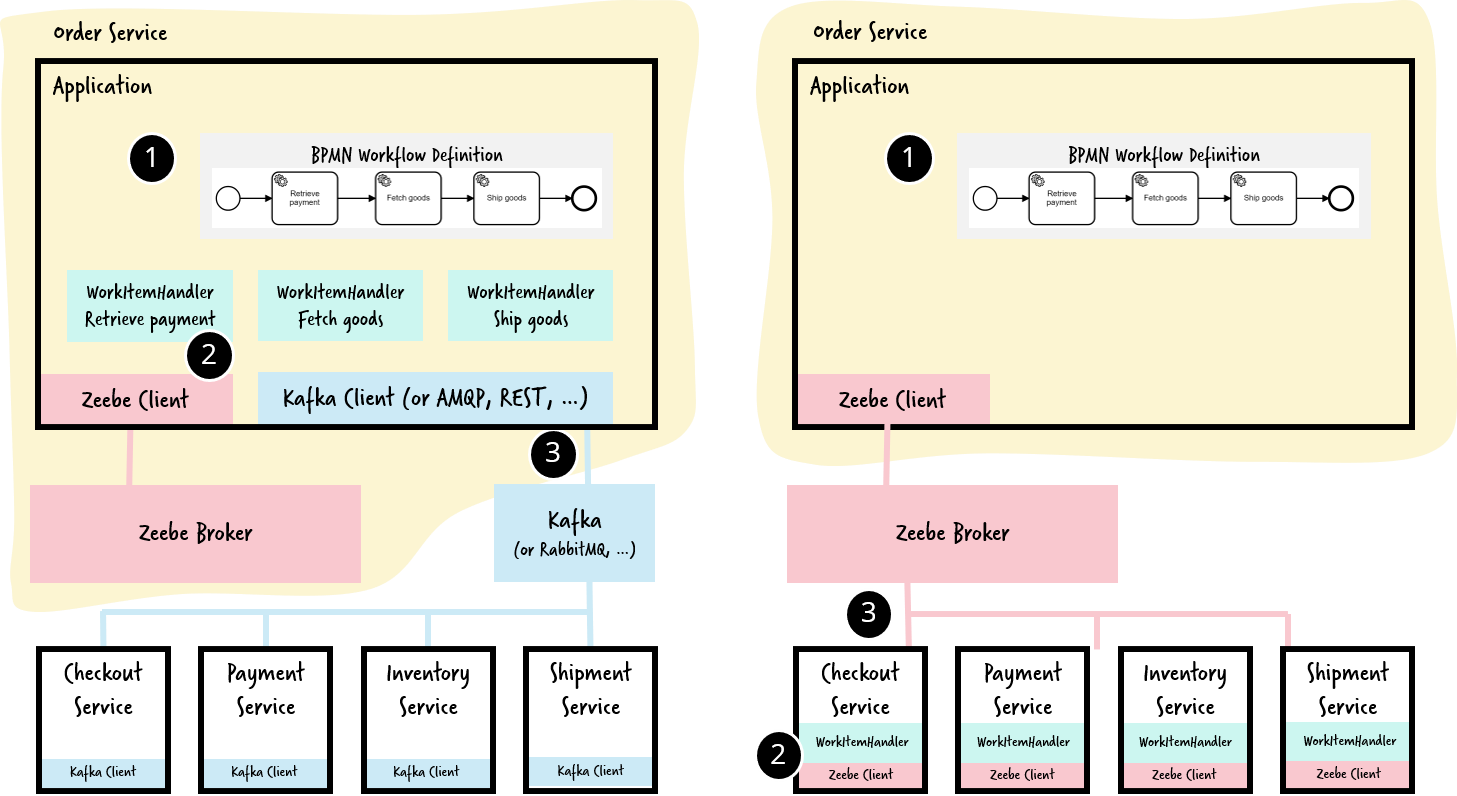 Order Service
Application
1
BPMN Workflow Definition
Retrieve
payment
Fetch goods
Ship goods
WorkItemHandler
Retrieve payment
WorkItemHandler
Fetch goods
WorkItemHandler
Ship goods
2
Zeebe Client
Kafka Client (or AMQP, REST, ...)
3
Zeebe Broker
Kafka
(or RabbitMQ, ...)
Checkout
Service
Kafka Client
Payment
Service
Kafka Client
Inventory
Service
Kafka Client
Shipment
Service
Kafka Client
Order Service
Application
1
BPMN Workflow Definition
Retrieve
payment
Fetch goods
Ship goods
Zeebe Client
Zeebe Broker
3
Checkout
Service
2
WorkItemHandler
Zeebe Client
Payment
Service
WorkItemHandler
Zeebe Client
Inventory
Service
WorkItemHandler
Zeebe Client
Shipment
Service
WorkItemHandler
Zeebe Client